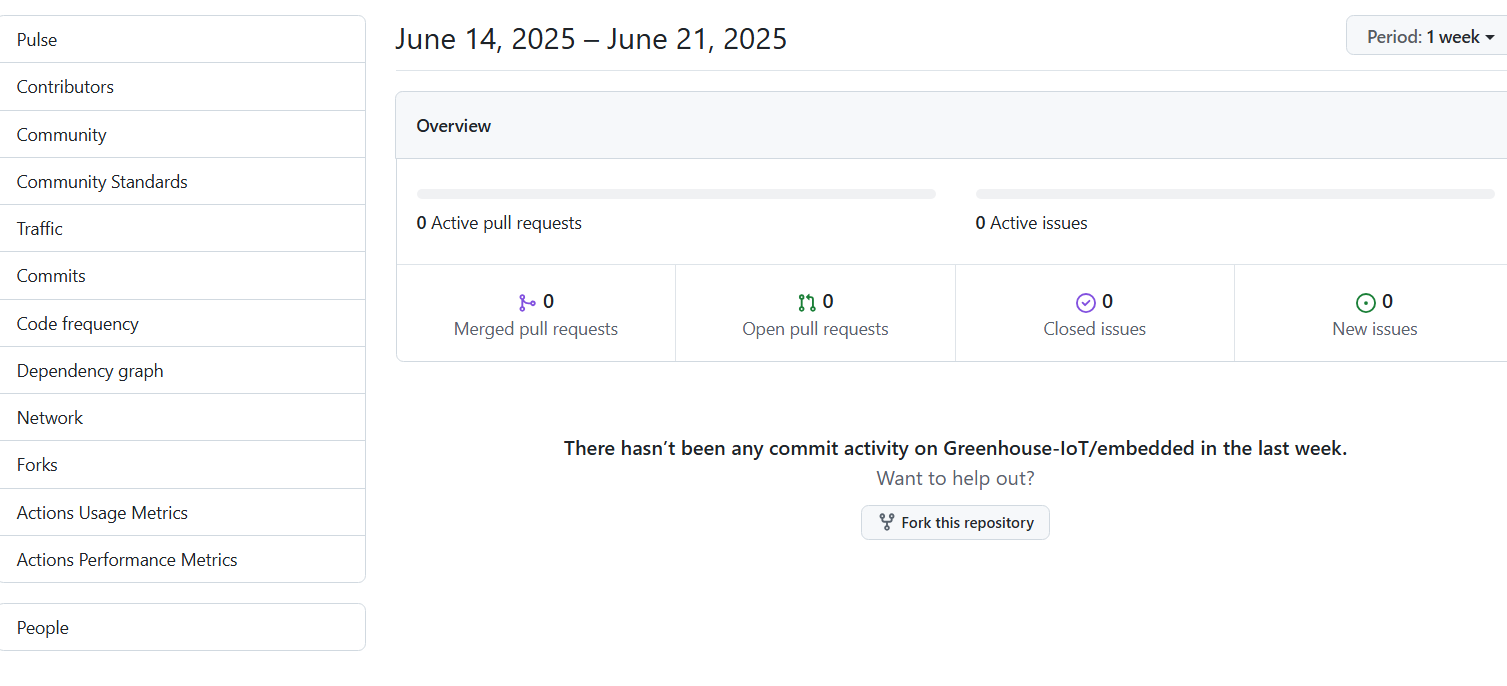 Pulse
Contributors
Community
Community Standards
Traffic
Commits
Code frequency
Dependency graph
Network
Forks
Actions Usage Metrics
Actions Performance Metrics
People
June 14, 2025 – June 21, 2025
Period: 1 week
Overview
0 Active pull requests
0 Active issues
0
Merged pull requests
0
Open pull requests
0
Closed issues
0
New issues
There hasn’t been any commit activity on Greenhouse-IoT/embedded in the last week.
Want to help out?
Fork this repository